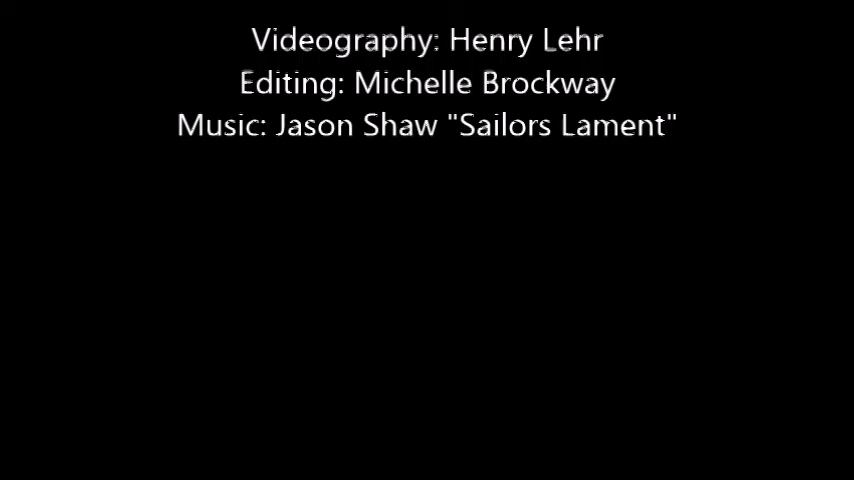 Videography: Henry Lehr
Editing: Michelle Brockway
Music: Jason Shaw "Sailors Lament"